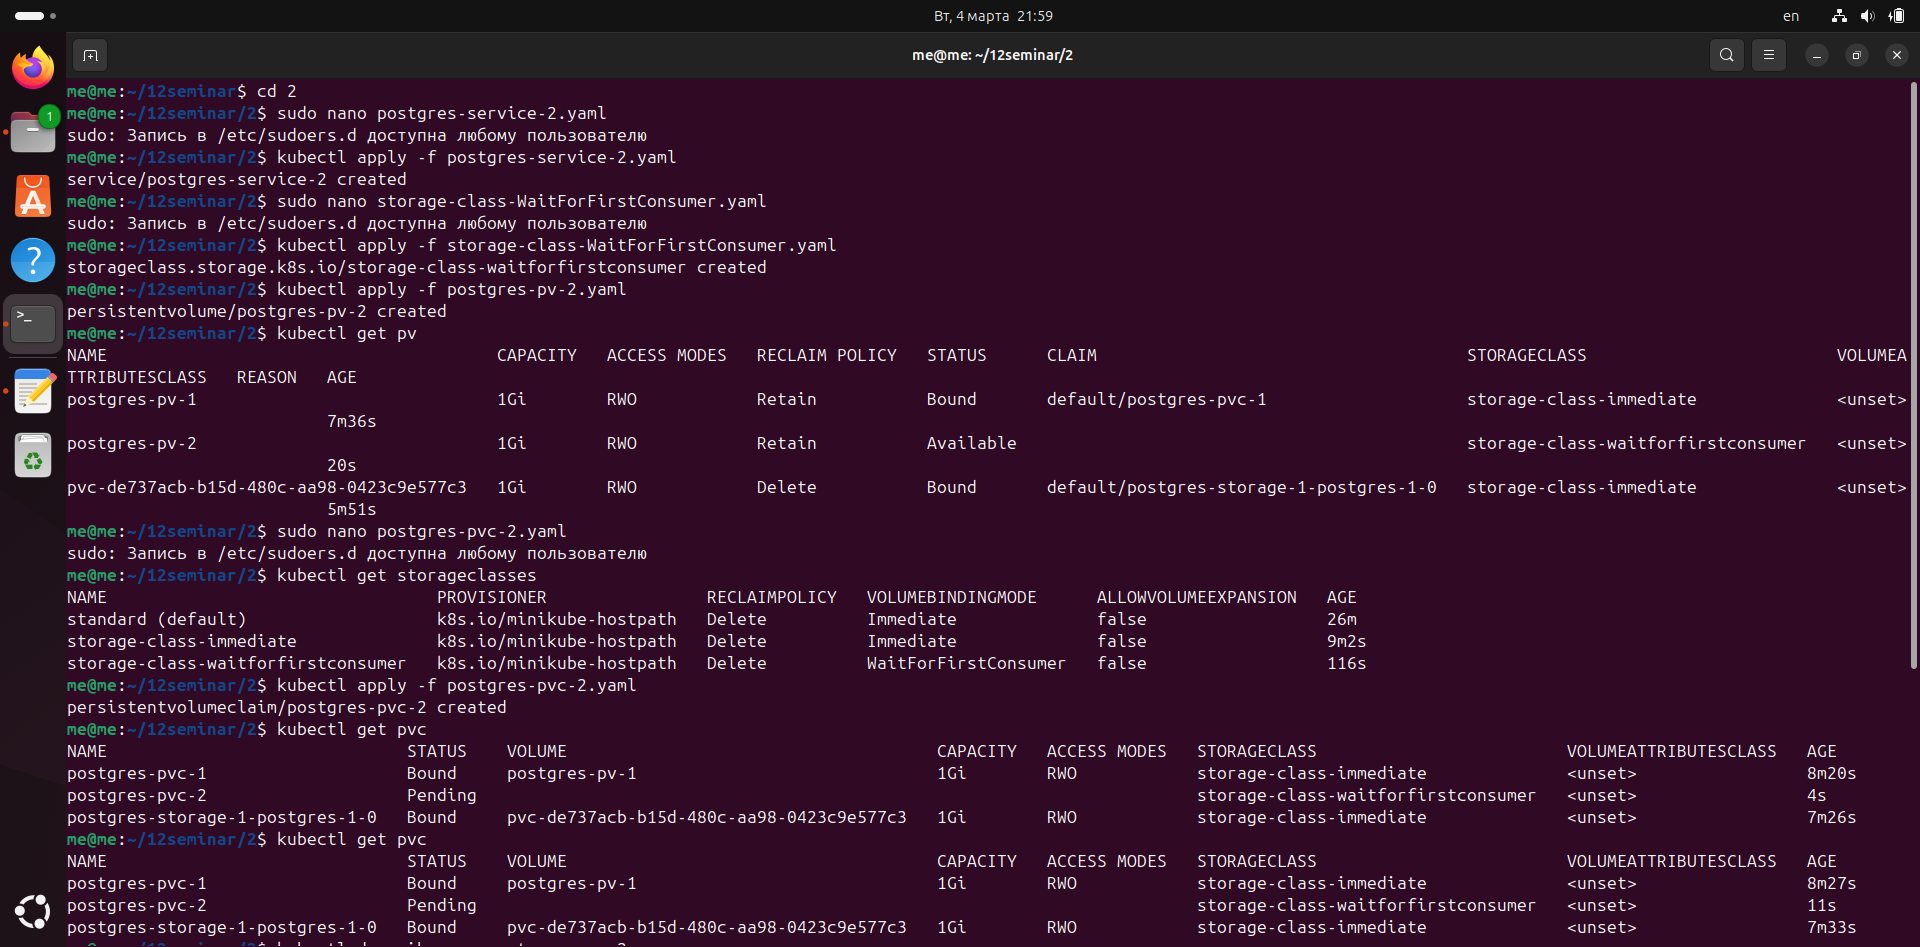 Вт, 4 марта 21:59
en
me@me: ~/12seminar/2
1
me@me:~/12seminar$ cd 2
me@me:~/12seminar/2$ sudo nano postgres-service-2.yaml
sudo: Запись в /etc/sudoers.d доступна любому пользователю
me@me:~/12seminar/2$ kubectl apply -f postgres-service-2.yaml
service/postgres-service-2 created
me@me:~/12seminar/2$ sudo nano storage-class-WaitForFirstConsumer.yaml
sudo: Запись в /etc/sudoers.d доступна любому пользователю
me@me:~/12seminar/2$ kubectl apply -f storage-class-WaitForFirstConsumer.yaml
storageclass.storage.k8s.io/storage-class-waitforfirstconsumer created
me@me:~/12seminar/2$ kubectl apply -f postgres-pv-2.yaml
persistentvolume/postgres-pv-2 created
me@me:~/12seminar/2$ kubectl get pv
NAME CAPACITY ACCESS MODES RECLAIM POLICY STATUS CLAIM STORAGECLASS VOLUMEA
TTRIBUTESCLASS REASON AGE
postgres-pv-1 1Gi RWO Retain Bound default/postgres-pvc-1 storage-class-immediate <unset>
7m36s
postgres-pv-2 1Gi RWO Retain Available storage-class-waitforfirstconsumer <unset>
20s
pvc-de737acb-b15d-480c-aa98-0423c9e577c3 1Gi RWO Delete Bound default/postgres-storage-1-postgres-1-0 storage-class-immediate <unset>
5m51s
me@me:~/12seminar/2$ sudo nano postgres-pvc-2.yaml
sudo: Запись в /etc/sudoers.d доступна любому пользователю
me@me:~/12seminar/2$ kubectl get storageclasses
NAME PROVISIONER RECLAIMPOLICY VOLUMEBINDINGMODE ALLOWVOLUMEEXPANSION AGE
standard (default) k8s.io/minikube-hostpath Delete Immediate false 26m
storage-class-immediate k8s.io/minikube-hostpath Delete Immediate false 9m2s
storage-class-waitforfirstconsumer k8s.io/minikube-hostpath Delete WaitForFirstConsumer false 116s
me@me:~/12seminar/2$ kubectl apply -f postgres-pvc-2.yaml
persistentvolumeclaim/postgres-pvc-2 created
me@me:~/12seminar/2$ kubectl get pvc
NAME STATUS VOLUME CAPACITY ACCESS MODES STORAGECLASS VOLUMEATTRIBUTESCLASS AGE
postgres-pvc-1 Bound postgres-pv-1 1Gi RWO storage-class-immediate <unset> 8m20s
postgres-pvc-2 Pending storage-class-waitforfirstconsumer <unset> 4s
postgres-storage-1-postgres-1-0 Bound pvc-de737acb-b15d-480c-aa98-0423c9e577c3 1Gi RWO storage-class-immediate <unset> 7m26s
me@me:~/12seminar/2$ kubectl get pvc
NAME STATUS VOLUME CAPACITY ACCESS MODES STORAGECLASS VOLUMEATTRIBUTESCLASS AGE
postgres-pvc-1 Bound postgres-pv-1 1Gi RWO storage-class-immediate <unset> 8m27s
postgres-pvc-2 Pending storage-class-waitforfirstconsumer <unset> 11s
postgres-storage-1-postgres-1-0 Bound pvc-de737acb-b15d-480c-aa98-0423c9e577c3 1Gi RWO storage-class-immediate <unset> 7m33s